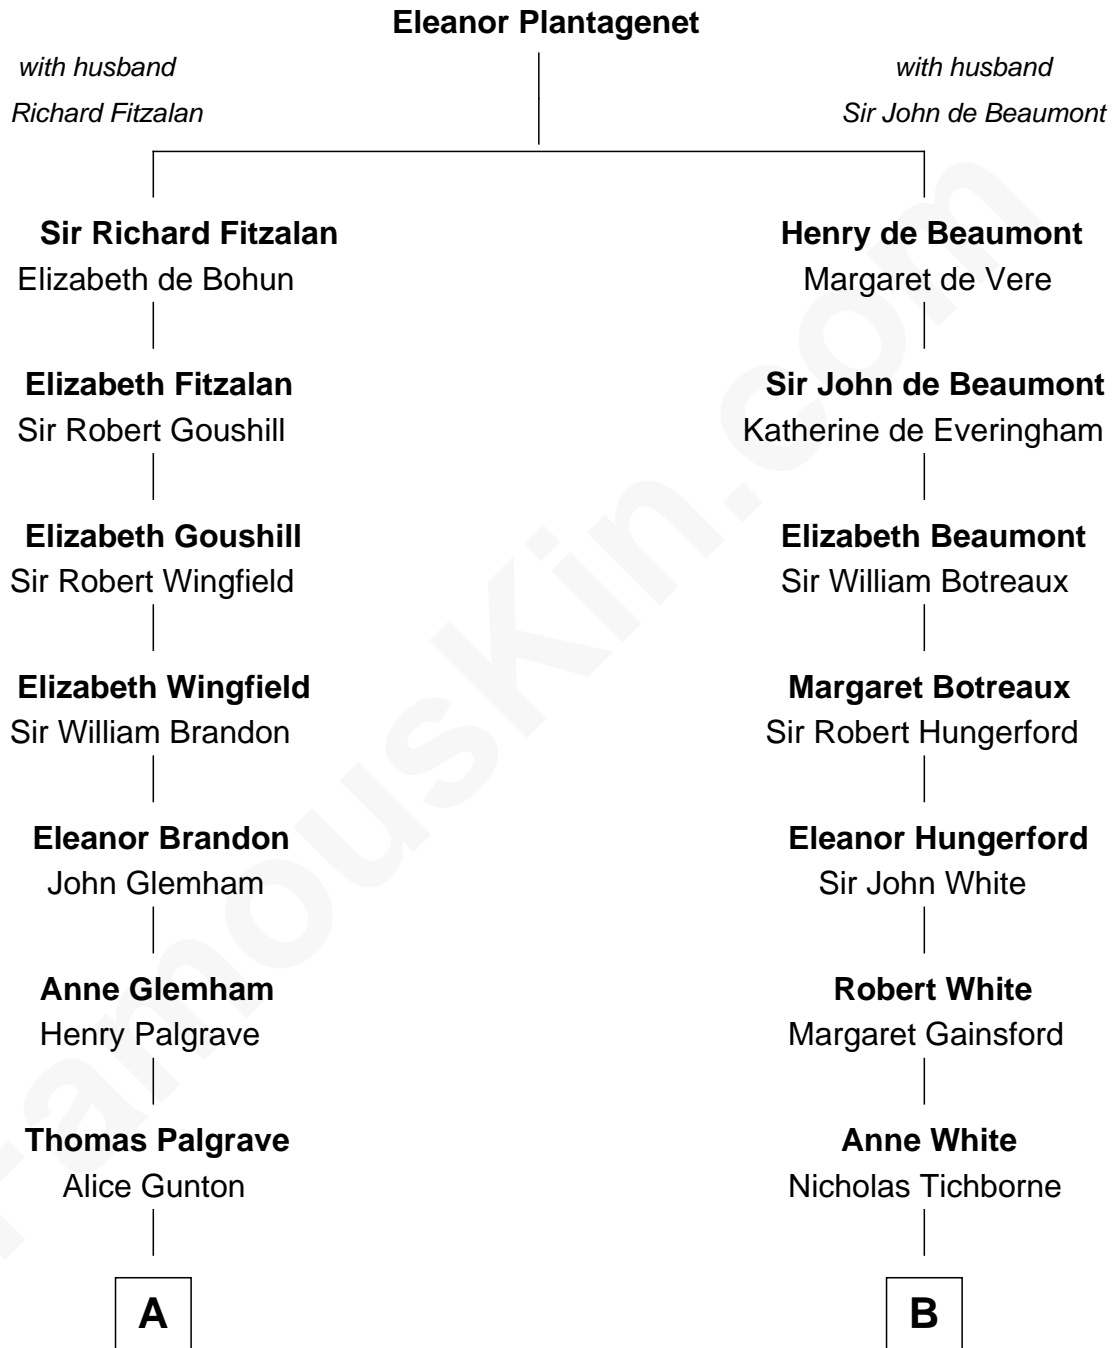 Eleanor Plantagenet
with husband
Richard Fitzalan
with husband
Sir John de Beaumont
Sir Richard Fitzalan
Elizabeth de Bohun
Henry de Beaumont
Margaret de Vere
Elizabeth Fitzalan
Sir Robert Goushill
Sir John de Beaumont
Katherine de Everingham
Elizabeth Goushill
Sir Robert Wingfield
Elizabeth Beaumont
Sir William Botreaux
Elizabeth Wingfield
Sir William Brandon
Margaret Botreaux
Sir Robert Hungerford
Eleanor Brandon
John Glemham
Eleanor Hungerford
Sir John White
Anne Glemham
Henry Palgrave
Robert White
Margaret Gainsford
Thomas Palgrave
Alice Gunton
Anne White
Nicholas Tichborne
A
B
FamousKin.com